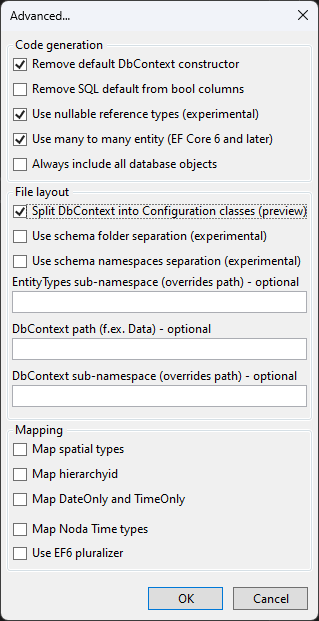 Advanced...
Code generation
Remove default DbContext constructor
Remove SQL default from bool columns
Use nullable reference types (experimental)
Use many to many entity (EF Core 6 and later)
Always include all database objects
File layout
Split DbContext into Configuration classes (preview)
Use schema folder separation (experimental)
Use schema namespaces separation (experimental)
EntityTypes sub-namespace (overrides path) - optional
DbContext path (f.ex. Data) - optional
DbContext sub-namespace (overrides path) - optional
Mapping
Map spatial types
Map hierarchyid
Map DateOnly and TimeOnly
Map Noda Time types
Use EF6 pluralizer
OK
Cancel